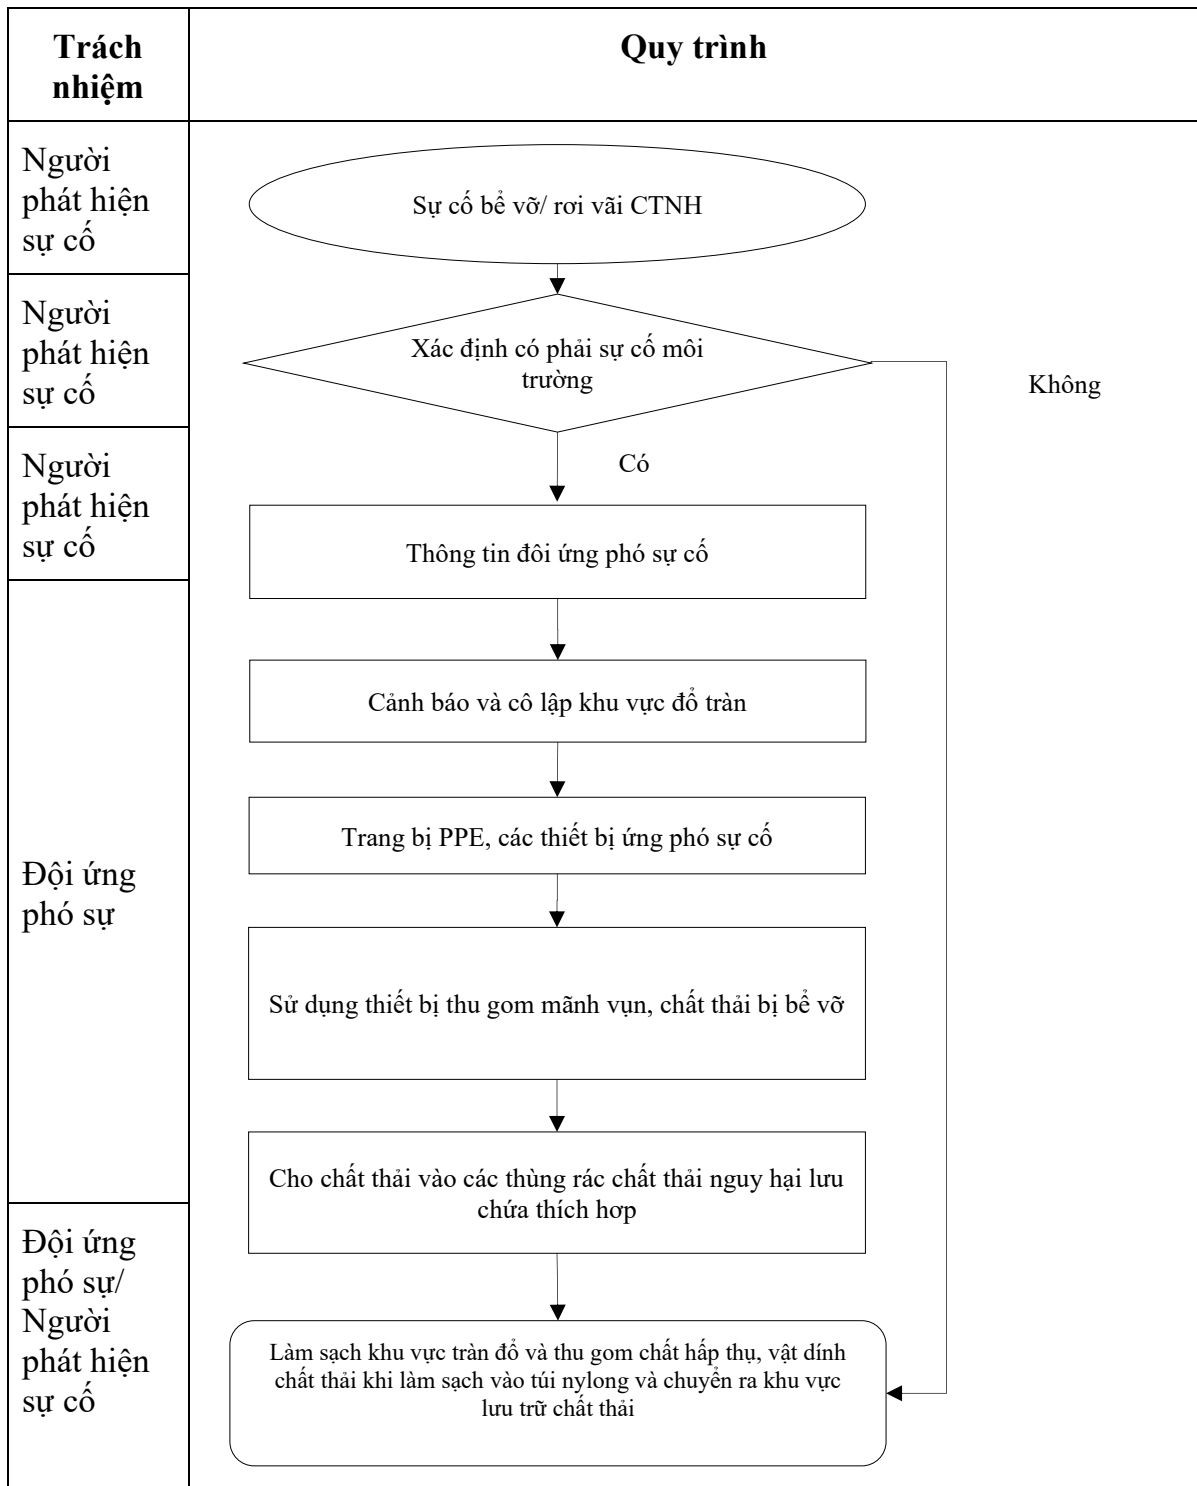 Trách
nhiệm
Quy trình
Người
phát hiện
sự cố
Sự cố bể vỡ/ rơi vãi CTNH
Người
phát hiện
sự cố
Xác định có phải sự cố môi
trường
Không
Người
phát hiện
sự cố
Có
Thông tin đôi ứng phó sự cố
Đội ứng
phó sự
Cảnh báo và cô lập khu vực đổ tràn
Trang bị PPE, các thiết bị ứng phó sự cố
Sử dụng thiết bị thu gom mãnh vụn, chất thải bị bể vỡ
Cho chất thải vào các thùng rác chất thải nguy hại lưu
chứa thích hơp
Đội ứng
phó sự/
Người
phát hiện
sự cố
Làm sạch khu vực tràn đổ và thu gom chất hấp thụ, vật dính
chất thải khi làm sạch vào túi nylong và chuyển ra khu vực
lưu trữ chất thải